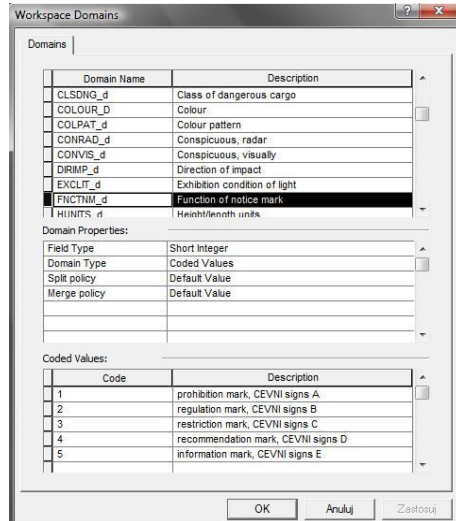 Workspace Domains
Domains
Domain Name Description
CLSDNG_d Class of dangerous cargo
COLOUR_D Colour
COLPAT_d Colour pattern
CONRAD_d Conspicuous, radar
CONVIS_d Conspicuous, visually
DIRIMP_d Direction of impact
EXCLIT_d Exhibition condition of light
FNCTNM_d Function of notice mark
HUNITS_d Height/length units
Domain Properties:
Field Type Short Integer
Domain Type Coded Values
Split policy Default Value
Merge policy Default Value
Coded Values:
Code Description
1 prohibition mark, CEVNI signs A
2 regulation mark, CEVNI signs B
3 restriction mark, CEVNI signs C
4 recommendation mark, CEVNI signs D
5 information mark, CEVNI signs E
OK Anuluj Zastosuj